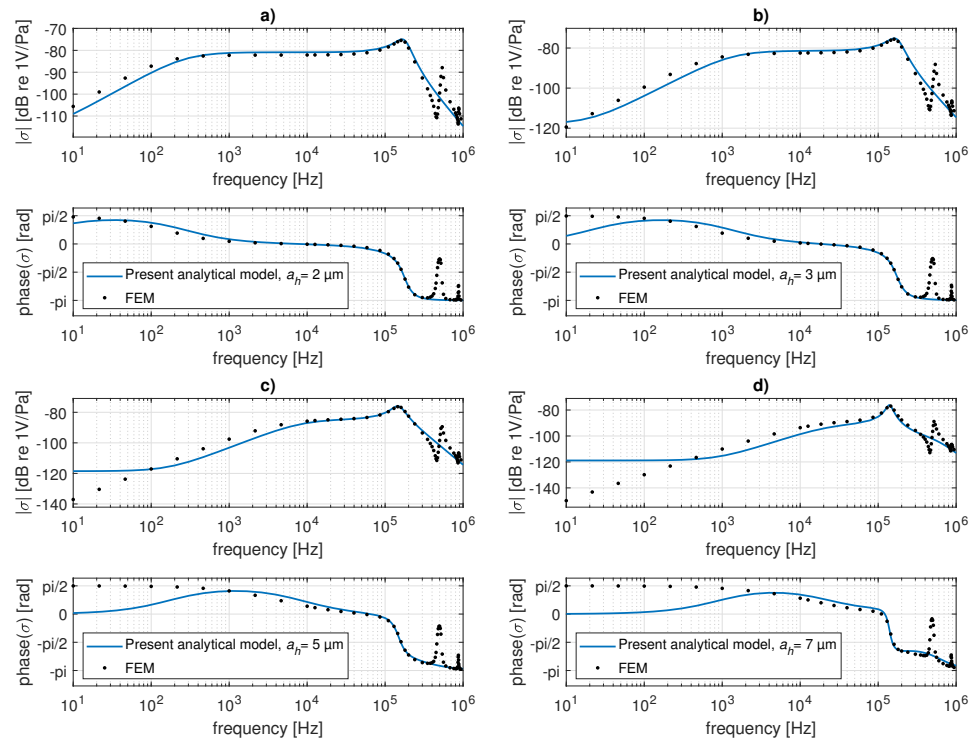 a)
|σ| [dB re 1V/Pa]
-70
-80
-90
-100
-110
10^1 10^2 10^3 10^4 10^5 10^6
frequency [Hz]
phase(σ) [rad]
pi/2
0
-pi/2
-pi
Present analytical model, a_h= 2 μm
FEM
10^1 10^2 10^3 10^4 10^5 10^6
frequency [Hz]
b)
|σ| [dB re 1V/Pa]
-80
-100
-120
10^1 10^2 10^3 10^4 10^5 10^6
frequency [Hz]
phase(σ) [rad]
pi/2
0
-pi/2
-pi
Present analytical model, a_h= 3 μm
FEM
10^1 10^2 10^3 10^4 10^5 10^6
frequency [Hz]
c)
|σ| [dB re 1V/Pa]
-80
-100
-120
-140
10^1 10^2 10^3 10^4 10^5 10^6
frequency [Hz]
phase(σ) [rad]
pi/2
0
-pi/2
-pi
Present analytical model, a_h= 5 μm
FEM
10^1 10^2 10^3 10^4 10^5 10^6
frequency [Hz]
d)
|σ| [dB re 1V/Pa]
-80
-100
-120
-140
10^1 10^2 10^3 10^4 10^5 10^6
frequency [Hz]
phase(σ) [rad]
pi/2
0
-pi/2
-pi
Present analytical model, a_h= 7 μm
FEM
10^1 10^2 10^3 10^4 10^5 10^6
frequency [Hz]